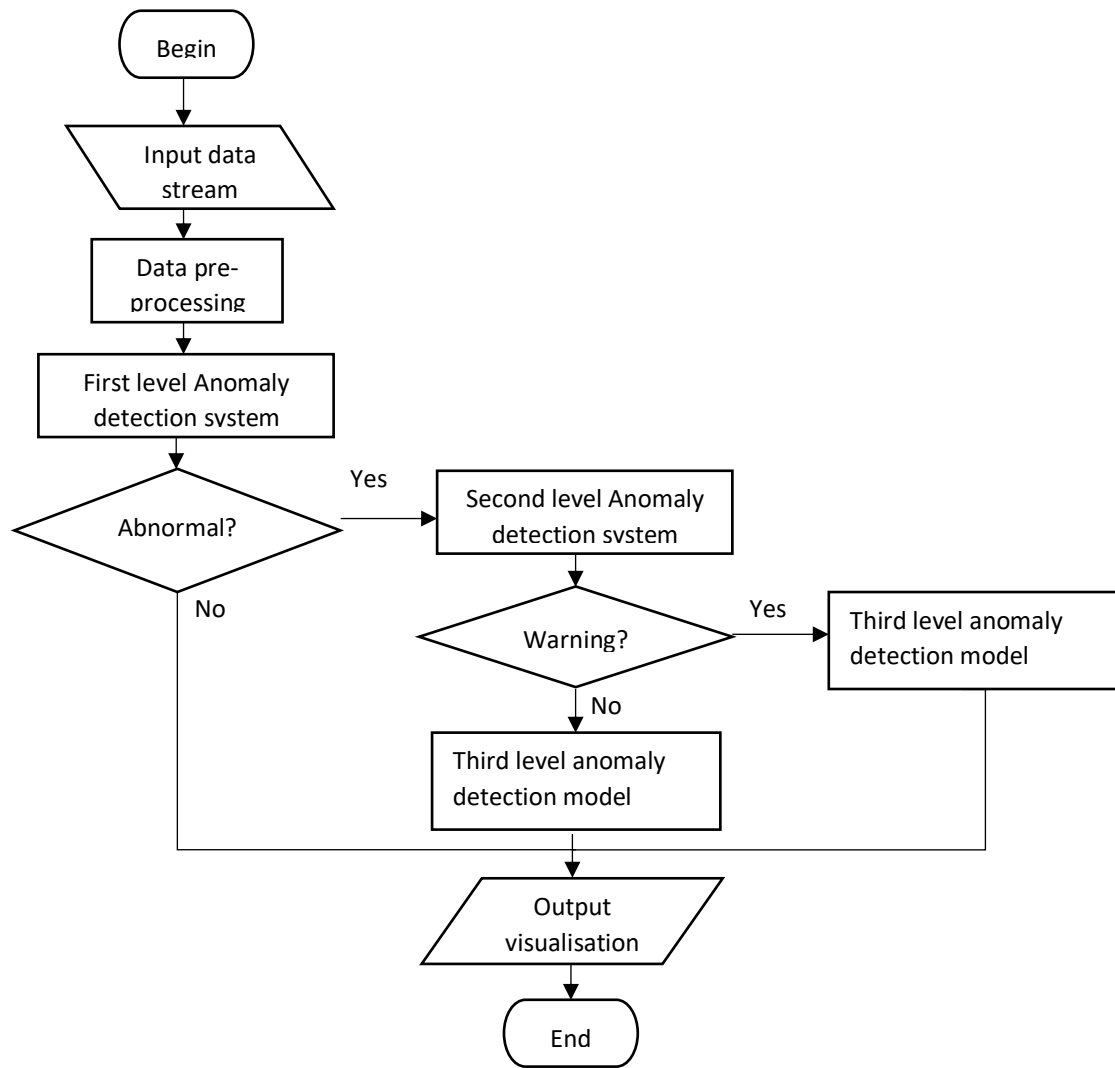 Begin
Input data
stream
Data pre-
processing
First level Anomaly
detection system
Abnormal?
Yes
No
Second level Anomaly
detection system
Warning?
Yes
No
Third level anomaly
detection model
Third level anomaly
detection model
Output
visualisation
End